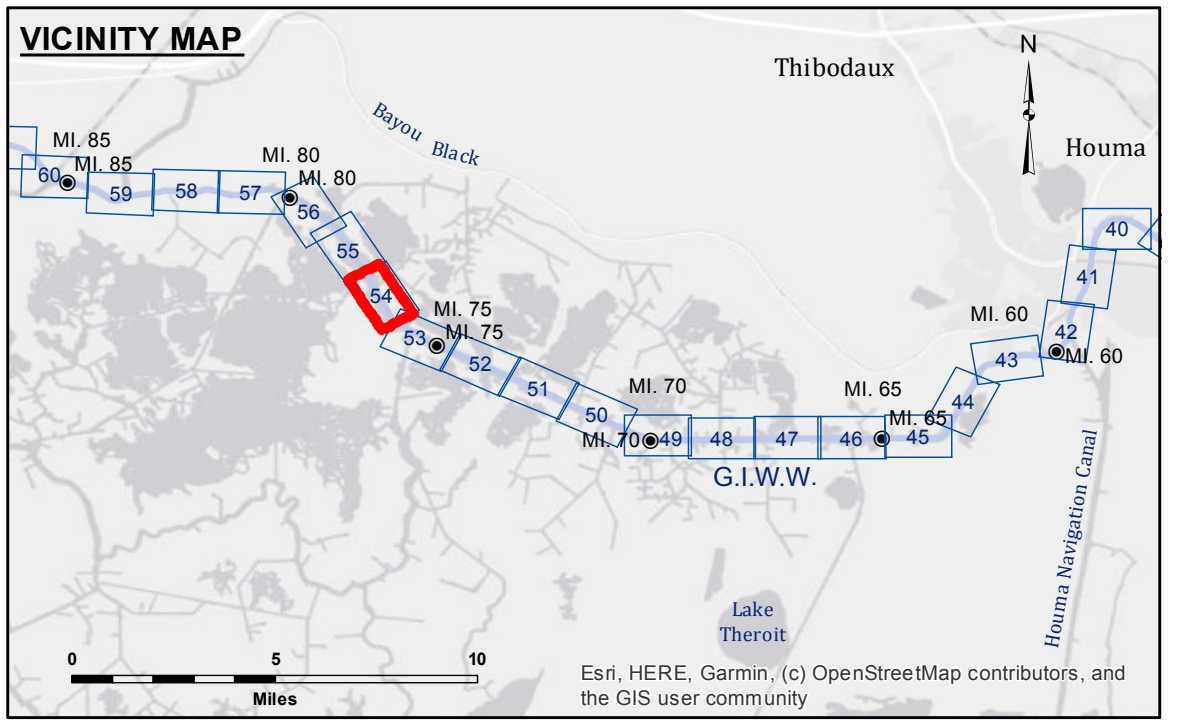 VICINITY MAP
Thibodaux
N
Houma
Bayou Black
MI. 85
MI. 85
60
59
58
57
MI. 80
MI. 80
56
55
54
53
MI. 75
MI. 75
52
51
50
MI. 70
MI. 70
49
48
47
46
MI. 65
MI. 65
45
44
43
MI. 60
MI. 60
42
41
40
G.I.W.W.
Houma Navigation Canal
Lake
Theroit
0 5 10
Miles
Esri, HERE, Garmin, (c) OpenStreetMap contributors, and
the GIS user community